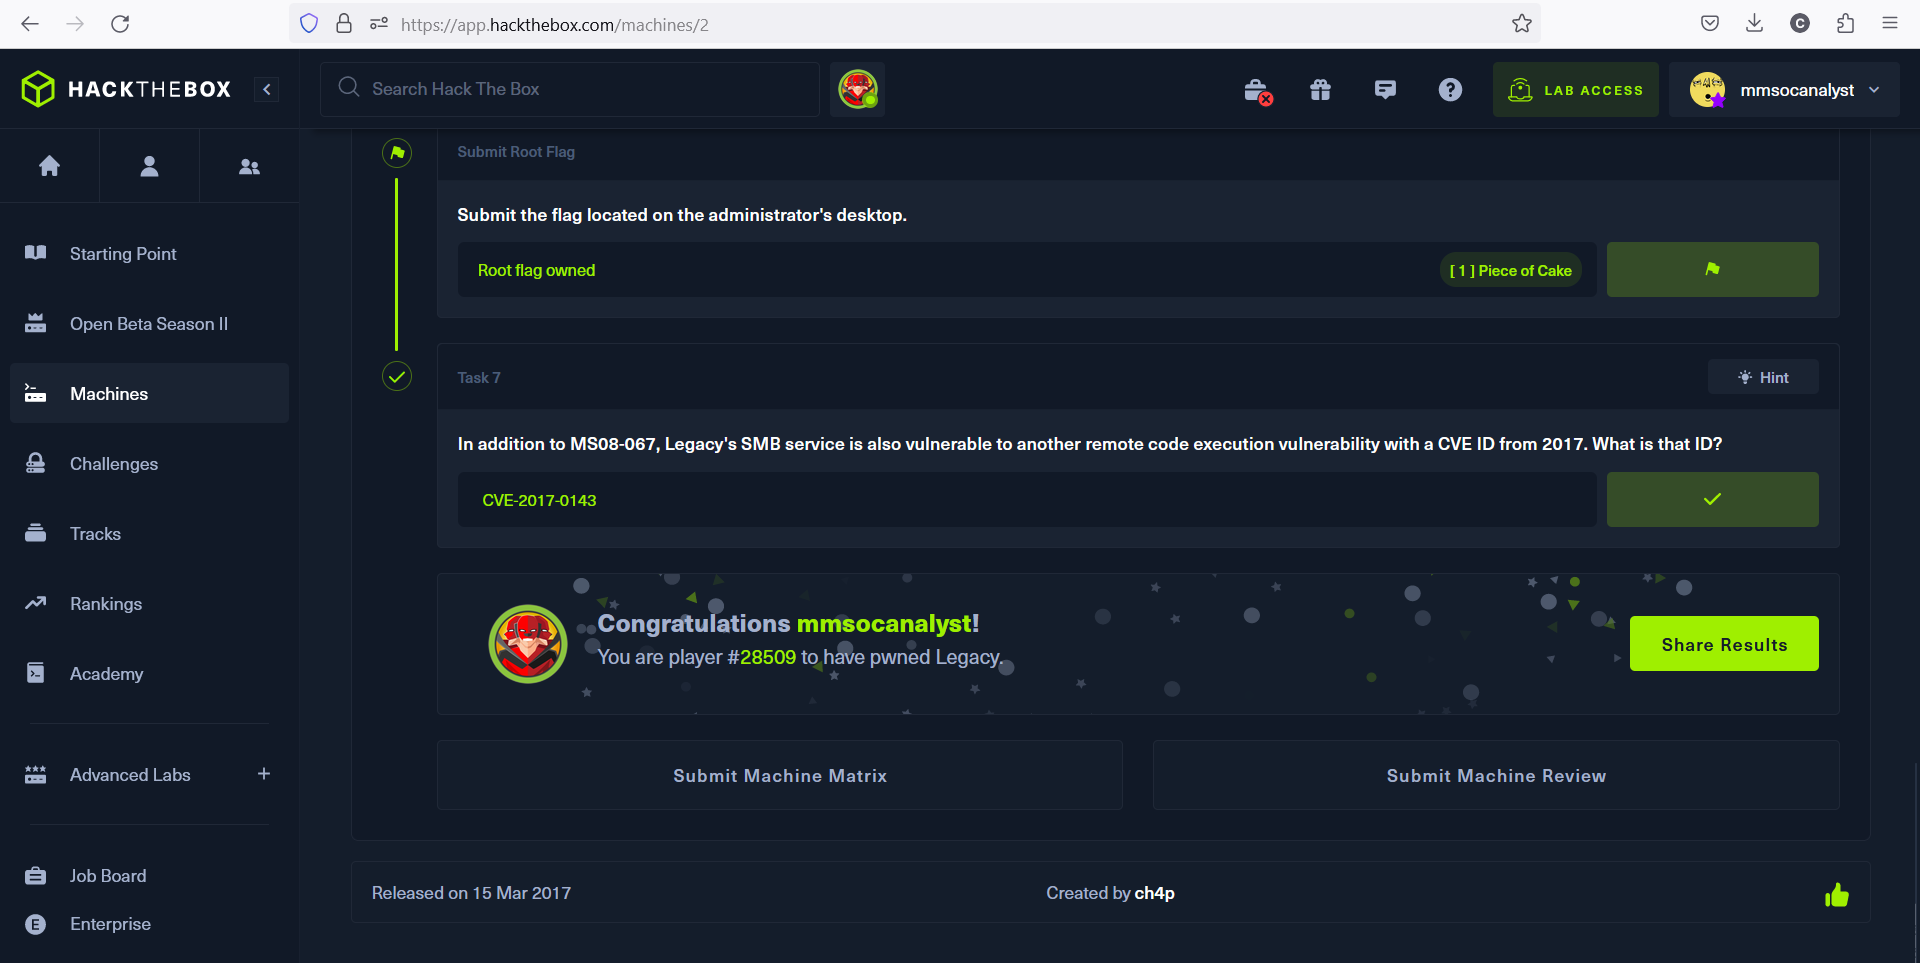 https://app.hackthebox.com/machines/2
C
HACKTHEBOX
Search Hack The Box
LAB ACCESS
mmsocanalyst
Starting Point
Open Beta Season II
Machines
Challenges
Tracks
Rankings
Academy
Advanced Labs
Job Board
E
Enterprise
Submit Root Flag
Submit the flag located on the administrator's desktop.
Root flag owned
[ 1 ] Piece of Cake
Task 7
Hint
In addition to MS08-067, Legacy's SMB service is also vulnerable to another remote code execution vulnerability with a CVE ID from 2017. What is that ID?
CVE-2017-0143
Congratulations mmsocanalyst!
You are player #28509 to have pwned Legacy.
Share Results
Submit Machine Matrix
Submit Machine Review
Released on 15 Mar 2017
Created by ch4p